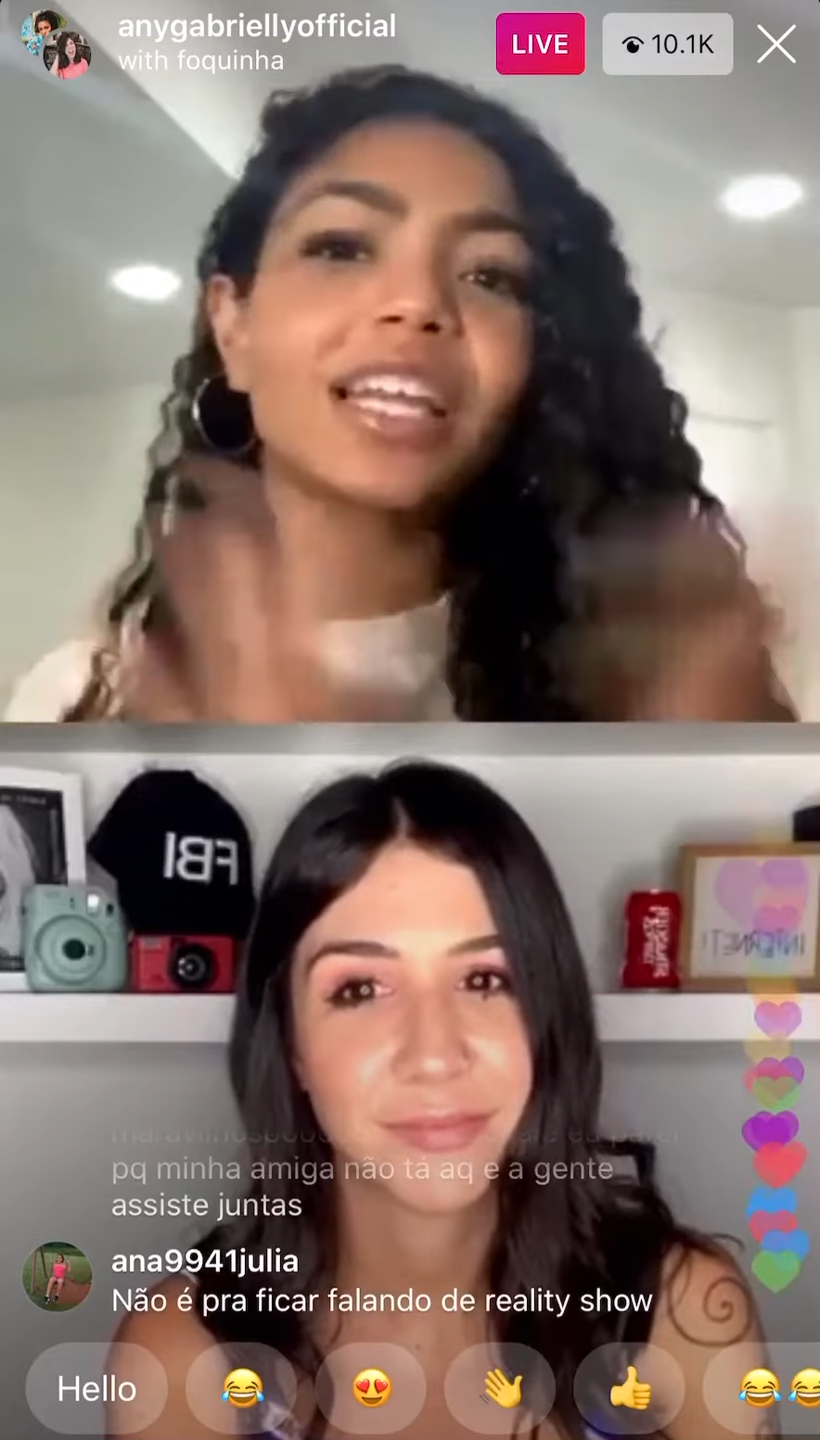 anygabriellyofficial
with foquinha
LIVE
10.1K
FBI
INTERNET!
pq minha amiga não tá aq e a gente
assiste juntas
ana9941julia
Não é pra ficar falando de reality show
Hello